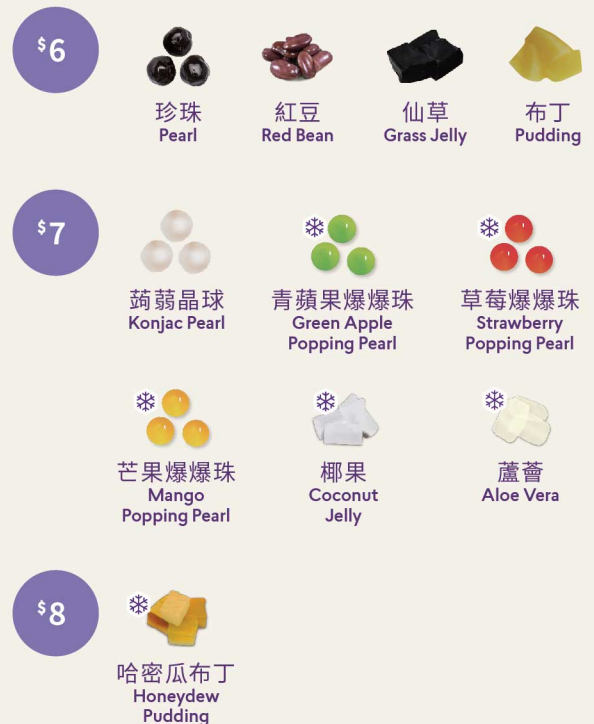 $6
珍珠
Pearl
紅豆
Red Bean
仙草
Grass Jelly
布丁
Pudding
$7
蒟蒻晶球
Konjac Pearl
青蘋果爆爆珠
Green Apple
Popping Pearl
草莓爆爆珠
Strawberry
Popping Pearl
芒果爆爆珠
Mango
Popping Pearl
椰果
Coconut
Jelly
蘆薈
Aloe Vera
$8
哈密瓜布丁
Honeydew
Pudding